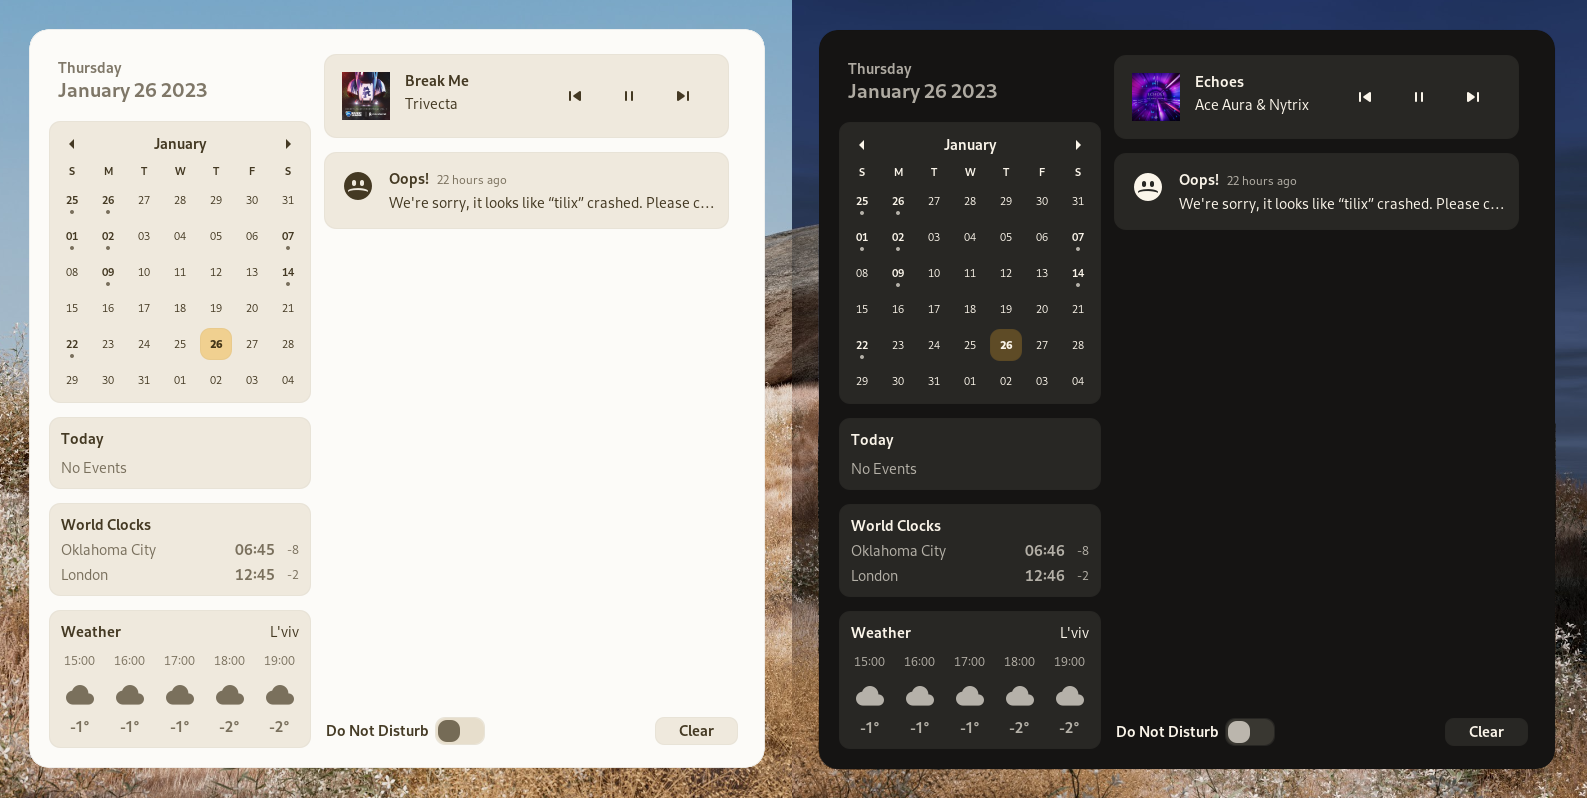 Thursday
January 26 2023
January
S M T W T F S
25 26 27 28 29 30 31
01 02 03 04 05 06 07
08 09 10 11 12 13 14
15 16 17 18 19 20 21
22 23 24 25 26 27 28
29 30 31 01 02 03 04
Today
No Events
World Clocks
Oklahoma City 06:45 -8
London 12:45 -2
Weather L'viv
15:00 16:00 17:00 18:00 19:00
-1° -1° -1° -2° -2°
Break Me
Trivecta
Oops! 22 hours ago
We're sorry, it looks like “tilix” crashed. Please c…
Do Not Disturb Clear
Thursday
January 26 2023
January
S M T W T F S
25 26 27 28 29 30 31
01 02 03 04 05 06 07
08 09 10 11 12 13 14
15 16 17 18 19 20 21
22 23 24 25 26 27 28
29 30 31 01 02 03 04
Today
No Events
World Clocks
Oklahoma City 06:46 -8
London 12:46 -2
Weather L'viv
15:00 16:00 17:00 18:00 19:00
-1° -1° -1° -2° -2°
Echoes
Ace Aura & Nytrix
Oops! 22 hours ago
We're sorry, it looks like “tilix” crashed. Please c…
Do Not Disturb Clear